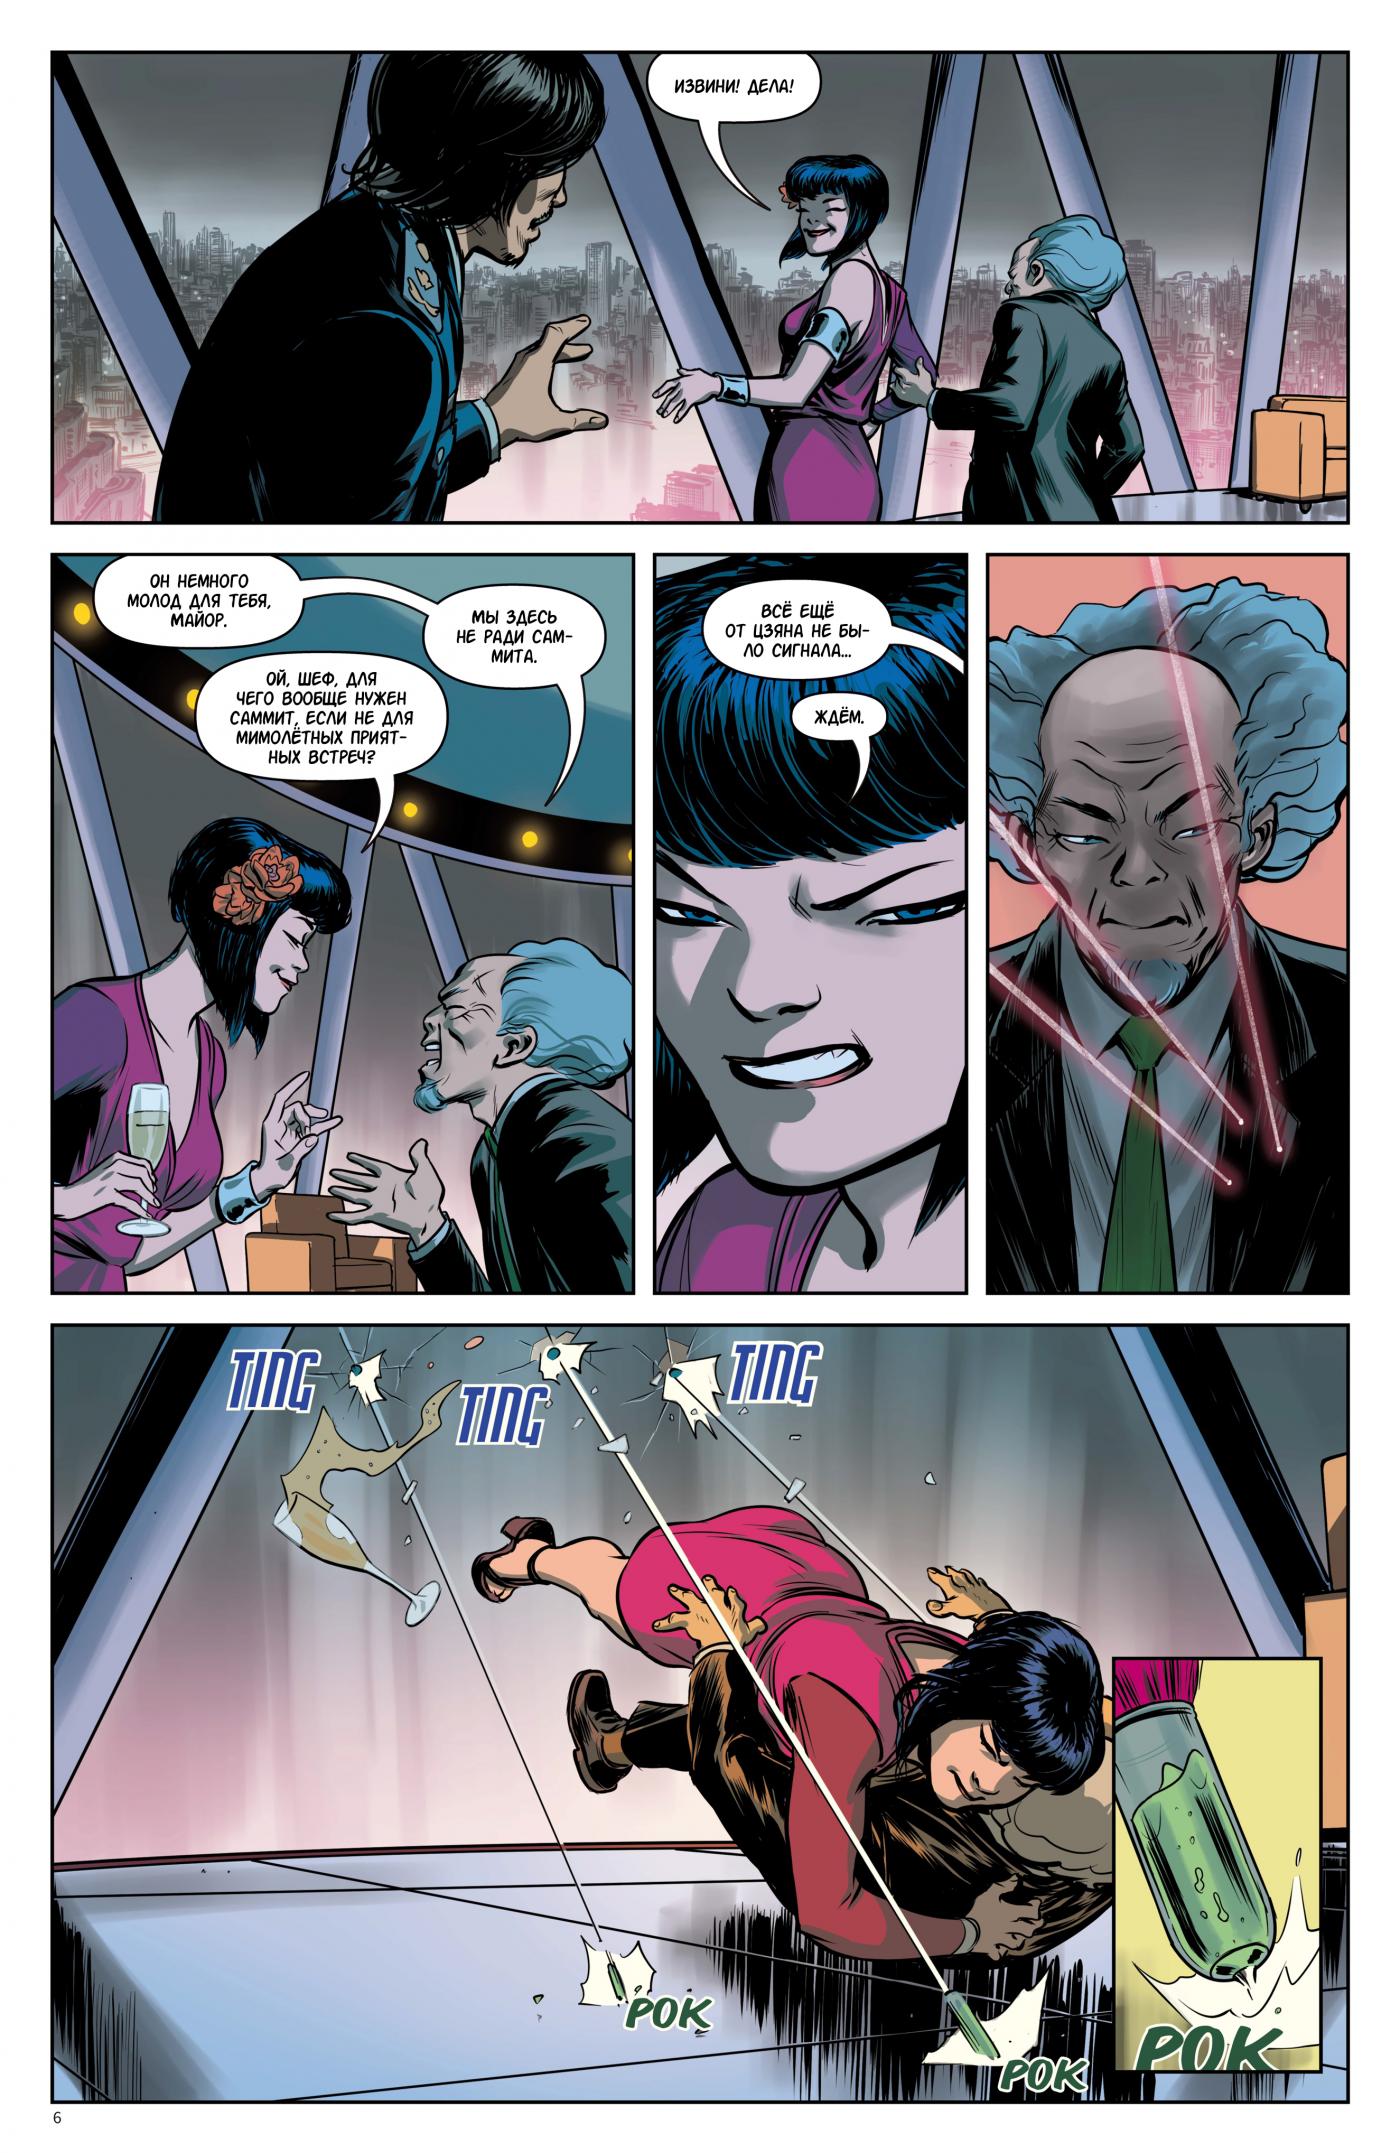 ИЗВИНИ! ДЕЛА!
ОН НЕМНОГО
МОЛОД ДЛЯ ТЕБЯ,
МАЙОР.
МЫ ЗДЕСЬ
НЕ РАДИ САМ-
МИТА.
ОЙ, ШЕФ, ДЛЯ
ЧЕГО ВООБЩЕ НУЖЕН
САММИТ, ЕСЛИ НЕ ДЛЯ
МИМОЛЁТНЫХ ПРИЯТ-
НЫХ ВСТРЕЧ?
ВСЁ ЕЩЁ
ОТ ЦЗЯНА НЕ БЫ-
ЛО СИГНАЛА...
ЖДЁМ.
TING
TING
TING
POK
POK
POK
6